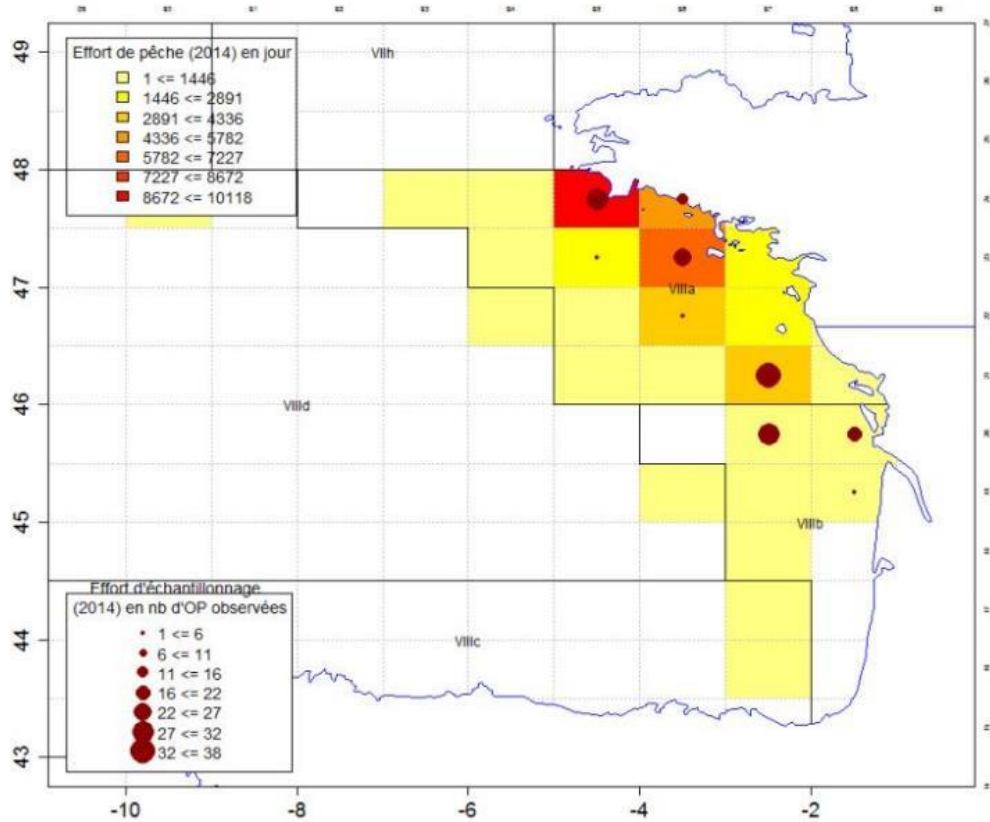 Effort de pêche (2014) en jour
1 <= 1446
1446 <= 2891
2891 <= 4336
4336 <= 5782
5782 <= 7227
7227 <= 8672
8672 <= 10118
VIIh
VIIIa
VIIId
VIIIb
VIIIc
Effort d'échantillonnage
(2014) en nb d'OP observées
1 <= 6
6 <= 11
11 <= 16
16 <= 22
22 <= 27
27 <= 32
32 <= 38
49
48
47
46
45
44
43
-10 -8 -6 -4 -2